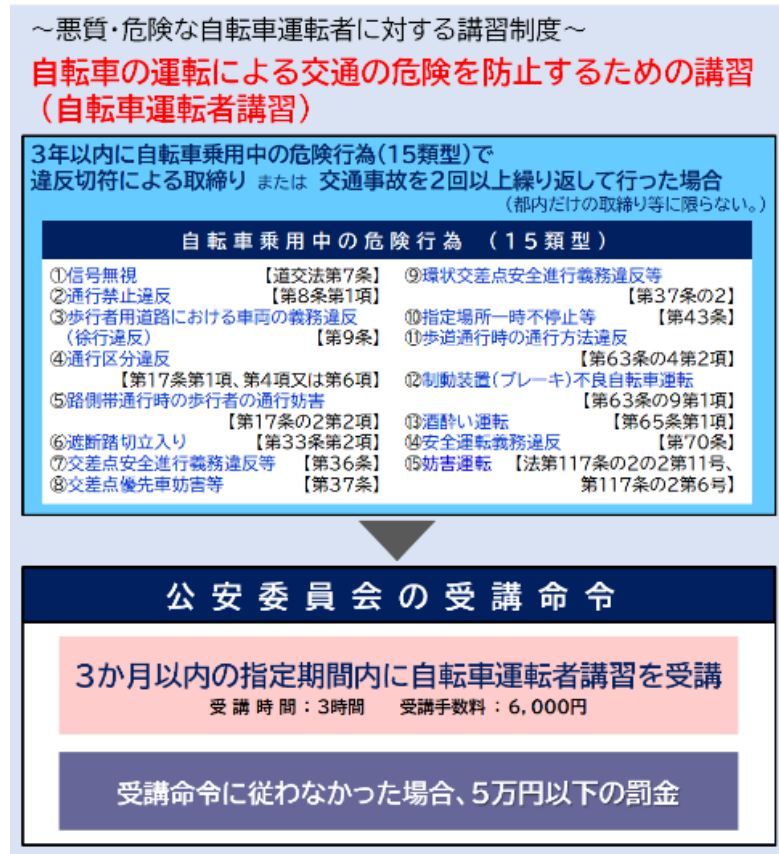 ～悪質・危険な自転車運転者に対する講習制度～
自転車の運転による交通の危険を防止するための講習
（自転車運転者講習）
3年以内に自転車乗用中の危険行為（15類型）で
違反切符による取締り または 交通事故を2回以上繰り返して行った場合
（都内だけの取締り等に限らない。）
自転車乗用中の危険行為 （15類型）
①信号無視 【道交法第7条】
②通行禁止違反 【第8条第1項】
③歩行者用道路における車両の義務違反
（徐行違反） 【第9条】
④通行区分違反
【第17条第1項、第4項又は第6項】
⑤路側帯通行時の歩行者の通行妨害
【第17条の2第2項】
⑥遮断踏切立入り 【第33条第2項】
⑦交差点安全進行義務違反等 【第36条】
⑧交差点優先車妨害等 【第37条】
⑨環状交差点安全進行義務違反等
【第37条の2】
⑩指定場所一時不停止等 【第43条】
⑪歩道通行時の通行方法違反
【第63条の4第2項】
⑫制動装置（ブレーキ）不良自転車運転
【第63条の9第1項】
⑬酒酔い運転 【第65条第1項】
⑭安全運転義務違反 【第70条】
⑮妨害運転 【法第117条の2の2第11号、
第117条の2第6号】
公安委員会の受講命令
3か月以内の指定期間内に自転車運転者講習を受講
受講時間：3時間 受講手数料：6,000円
受講命令に従わなかった場合、5万円以下の罰金